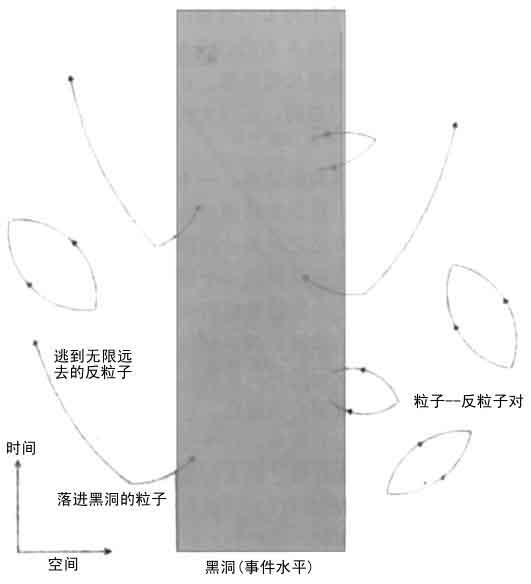 逃到无限远
去的反粒子
粒子--反粒子对
时间
落进黑洞的粒子
空间
黑洞(事件水平)